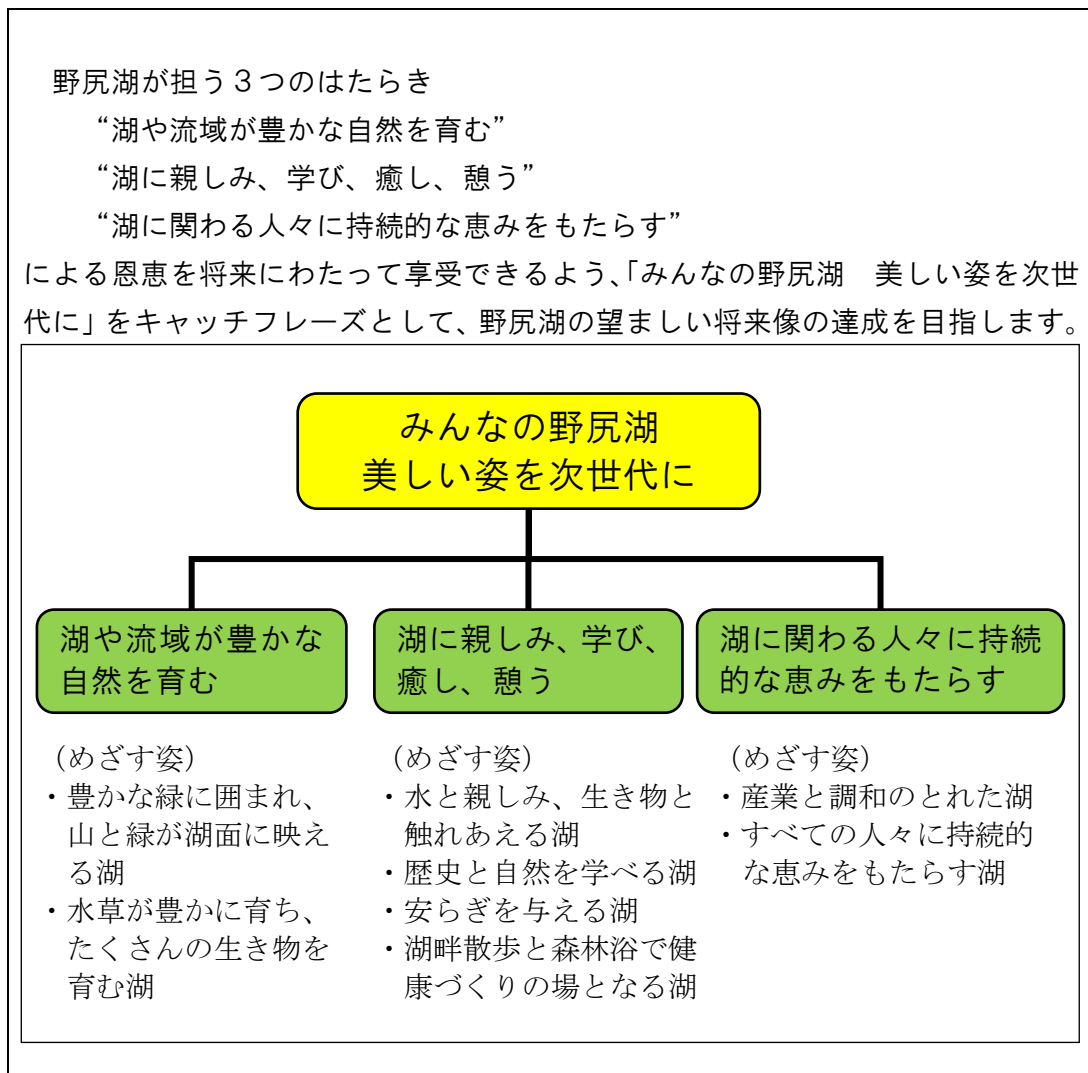 野尻湖が担う３つのはたらき
“湖や流域が豊かな自然を育む”
“湖に親しみ、学び、癒し、憩う”
“湖に関わる人々に持続的な恵みをもたらす”
による恩恵を将来にわたって享受できるよう、「みんなの野尻湖　美しい姿を次世
代に」をキャッチフレーズとして、野尻湖の望ましい将来像の達成を目指します。
みんなの野尻湖
美しい姿を次世代に
湖や流域が豊かな
自然を育む
（めざす姿）
・豊かな緑に囲まれ、
山と緑が湖面に映え
る湖
・水草が豊かに育ち、
たくさんの生き物を
育む湖
湖に親しみ、学び、
癒し、憩う
（めざす姿）
・水と親しみ、生き物と
触れあえる湖
・歴史と自然を学べる湖
・安らぎを与える湖
・湖畔散歩と森林浴で健
康づくりの場となる湖
湖に関わる人々に持続
的な恵みをもたらす
（めざす姿）
・産業と調和のとれた湖
・すべての人々に持続的
な恵みをもたらす湖